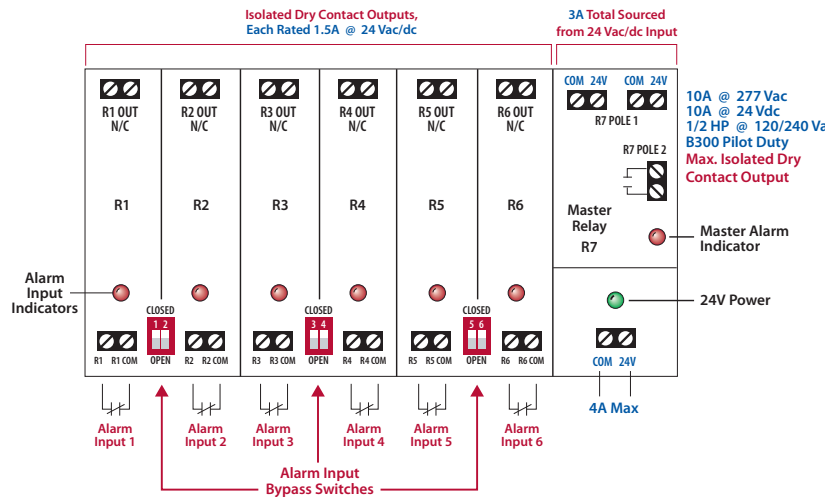 Isolated Dry Contact Outputs,
Each Rated 1.5A @ 24 Vac/dc
3A Total Sourced
from 24 Vac/dc Input
R1 OUT
N/C
R2 OUT
N/C
R3 OUT
N/C
R4 OUT
N/C
R5 OUT
N/C
R6 OUT
N/C
COM 24V
COM 24V
R7 POLE 1
10A @ 277 Vac
10A @ 24 Vdc
1/2 HP @ 120/240 Va
B300 Pilot Duty
Max. Isolated Dry
Contact Output
R7 POLE 2
R1
R2
R3
R4
R5
R6
Master
Relay
R7
Master Alarm
Indicator
Alarm
Input
Indicators
24V Power
CLOSED
1 2
OPEN
CLOSED
3 4
OPEN
CLOSED
5 6
OPEN
R1 R1 COM
R2 R2 COM
R3 R3 COM
R4 R4 COM
R5 R5 COM
R6 R6 COM
COM 24V
4A Max
Alarm
Input 1
Alarm
Input 2
Alarm
Input 3
Alarm
Input 4
Alarm
Input 5
Alarm
Input 6
Alarm Input
Bypass Switches